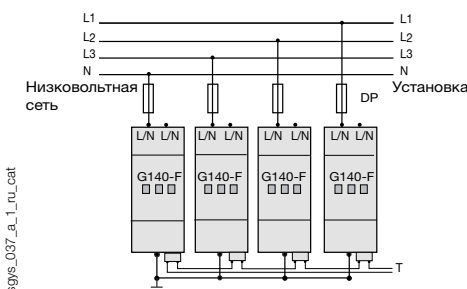 L1 L1
L2 L2
L3 L3
N N
Низковольтная сеть
Установка
DP
L/N L/N L/N L/N L/N L/N L/N L/N
G140-F G140-F G140-F G140-F
T
sgys_037_a_1_ru_cat